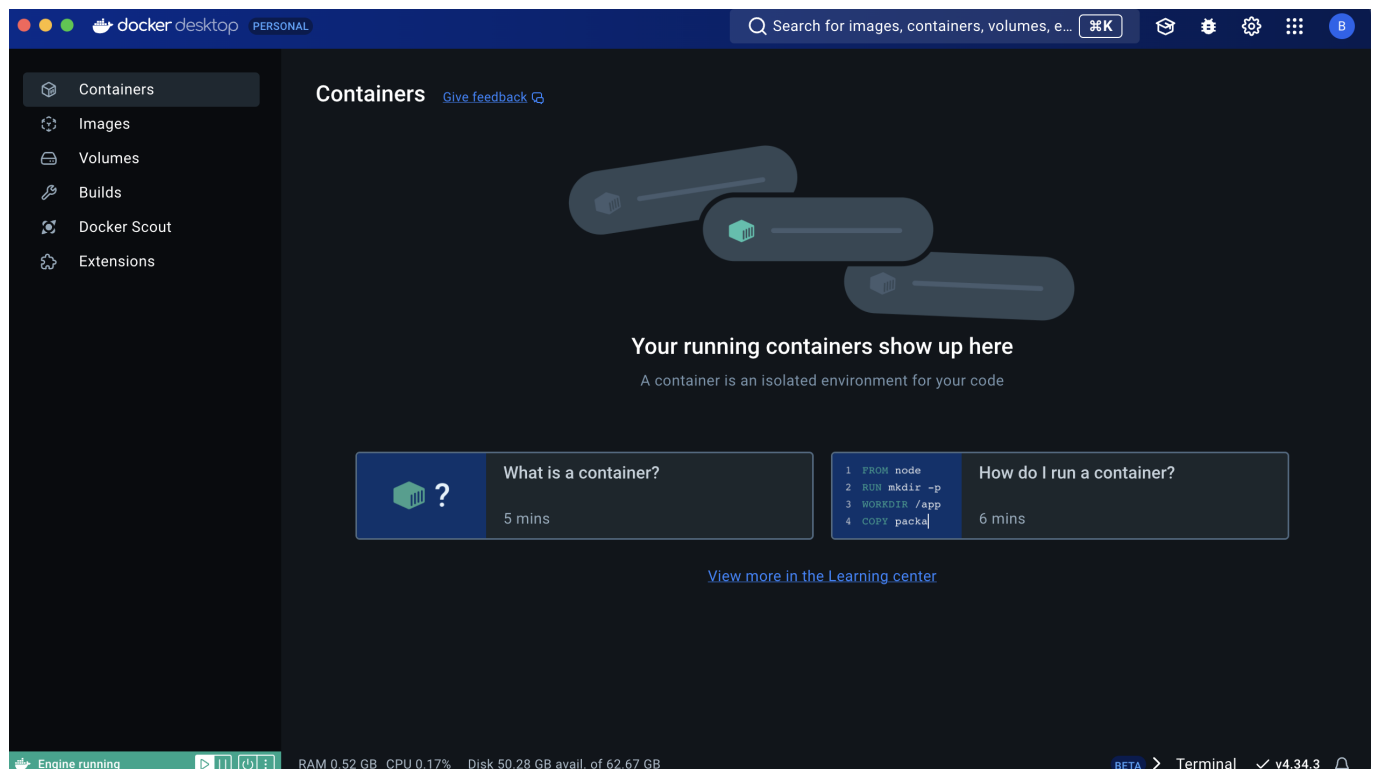 docker desktop PERSONAL
Search for images, containers, volumes, e... ⌘K
B
Containers
Images
Volumes
Builds
Docker Scout
Extensions
Containers Give feedback
Your running containers show up here
A container is an isolated environment for your code
?
What is a container?
5 mins
1 FROM node
2 RUN mkdir -p
3 WORKDIR /app
4 COPY packa
How do I run a container?
6 mins
View more in the Learning center
Engine running
RAM 0.52 GB CPU 0.17% Disk 50.28 GB avail. of 62.67 GB
BETA Terminal v4.34.3